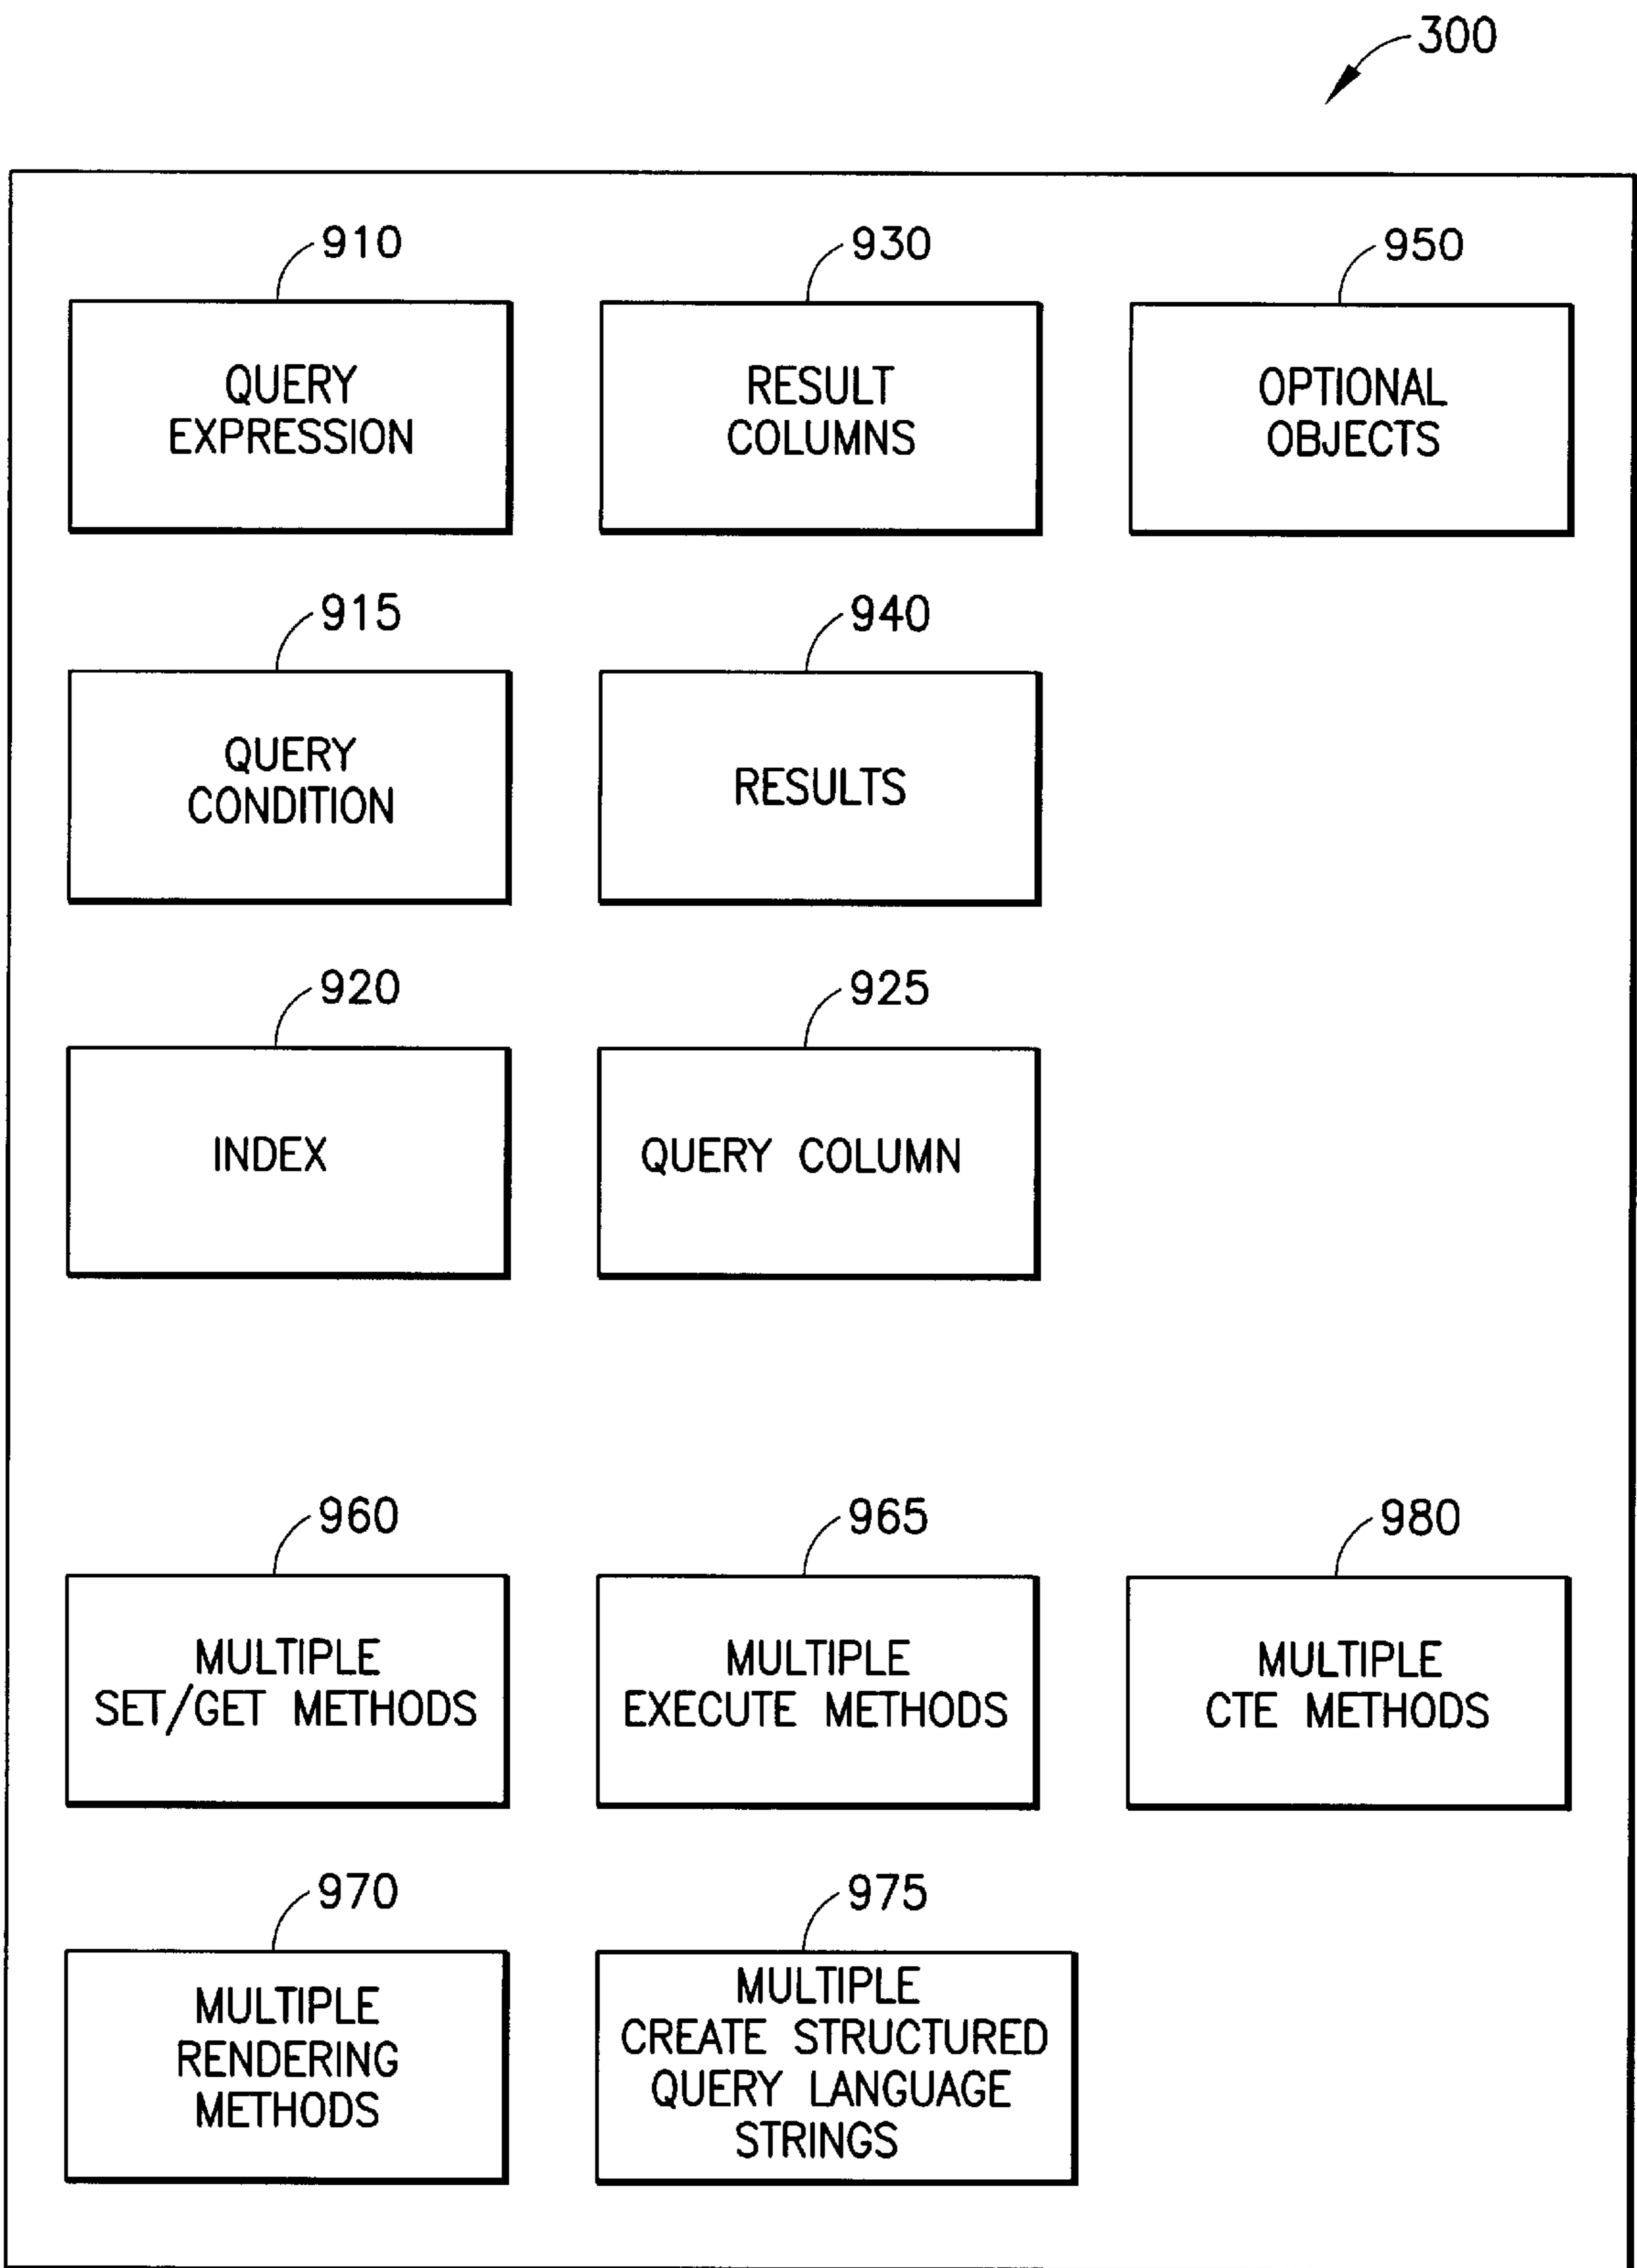 300
910
QUERY
EXPRESSION
930
RESULT
COLUMNS
950
OPTIONAL
OBJECTS
915
QUERY
CONDITION
940
RESULTS
920
INDEX
925
QUERY COLUMN
960
MULTIPLE
SET/GET METHODS
965
MULTIPLE
EXECUTE METHODS
980
MULTIPLE
CTE METHODS
970
MULTIPLE
RENDERING
METHODS
975
MULTIPLE
CREATE STRUCTURED
QUERY LANGUAGE
STRINGS